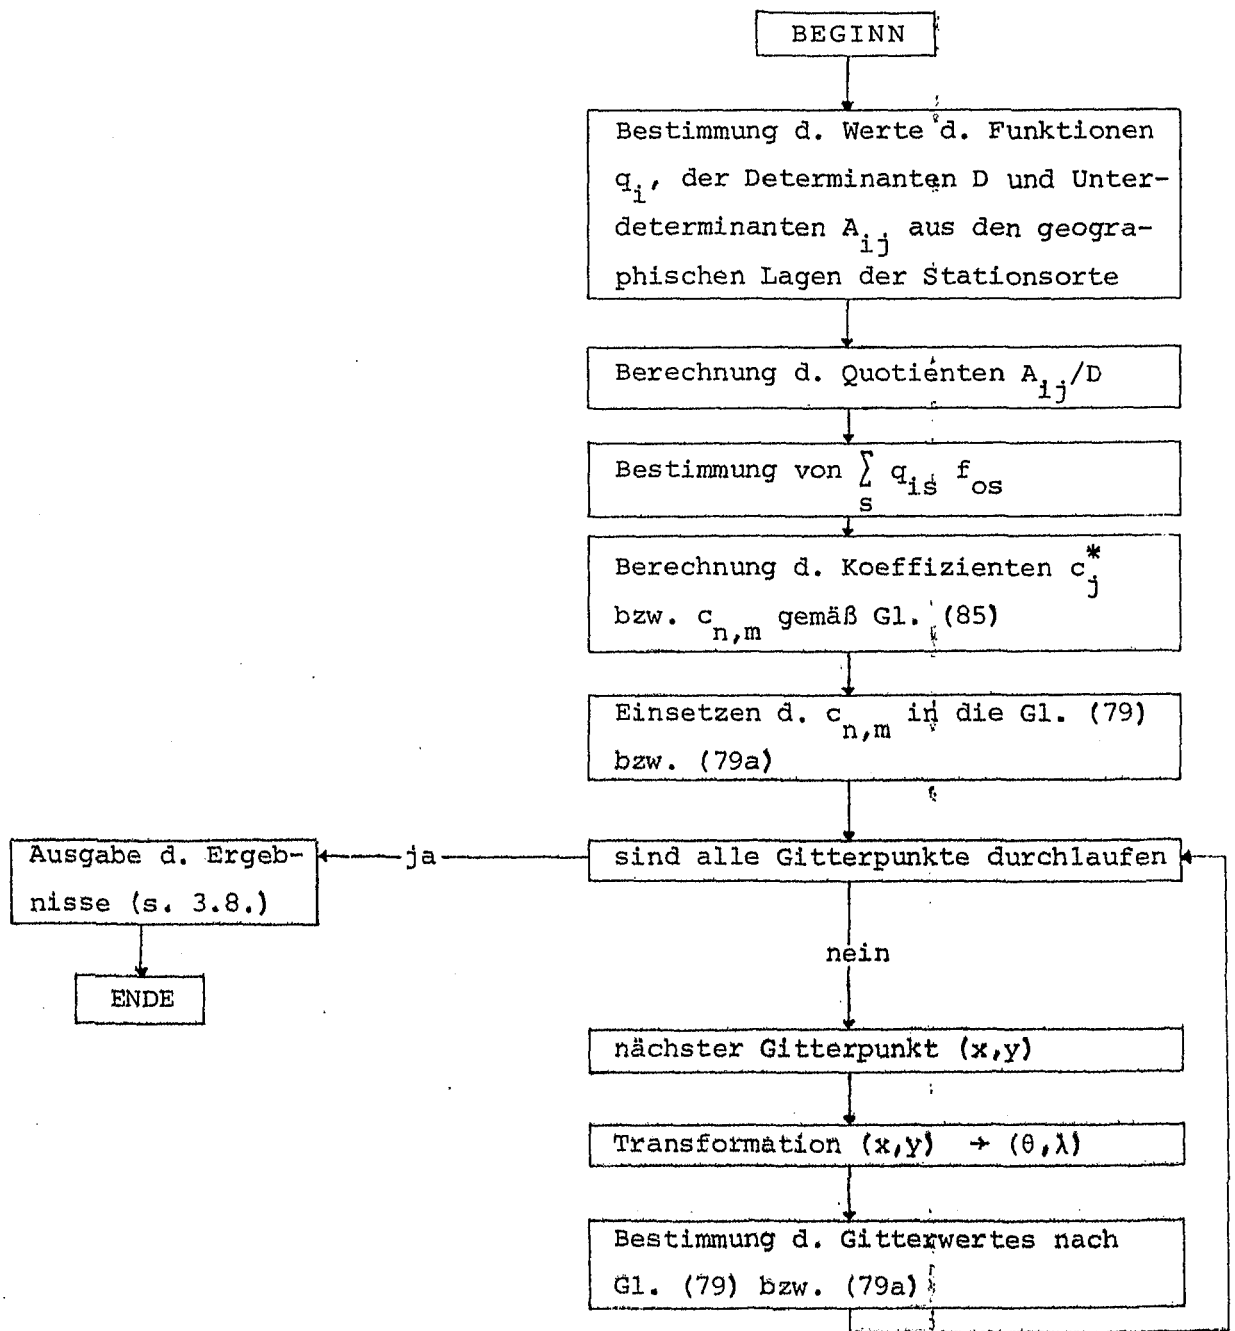 BEGINN
Bestimmung d. Werte d. Funktionen
q_i, der Determinanten D und Unter-
determinanten A_ij aus den geogra-
phischen Lagen der Stationsorte
Berechnung d. Quotienten A_ij/D
Bestimmung von ∑_s q_is f_os
Berechnung d. Koeffizienten c_j^*
bzw. c_n,m gemäß Gl. (85)
Einsetzen d. c_n,m in die Gl. (79)
bzw. (79a)
sind alle Gitterpunkte durchlaufen
ja
Ausgabe d. Ergeb-
nisse (s. 3.8.)
ENDE
nein
nächster Gitterpunkt (x,y)
Transformation (x,y) → (θ,λ)
Bestimmung d. Gitterwertes nach
Gl. (79) bzw. (79a)